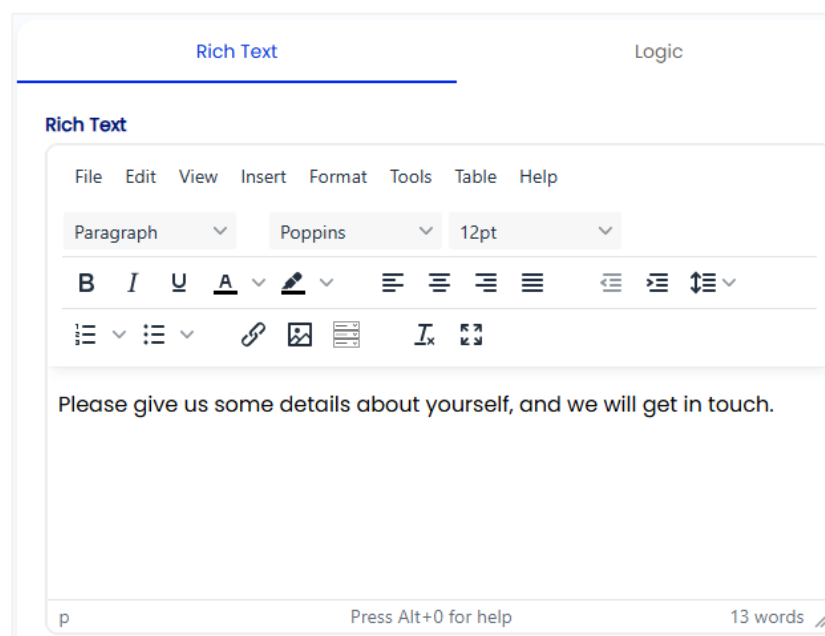 Rich Text Logic
Rich Text
File Edit View Insert Format Tools Table Help
Paragraph Poppins 12pt
B I U A
Please give us some details about yourself, and we will get in touch.
p Press Alt+0 for help 13 words